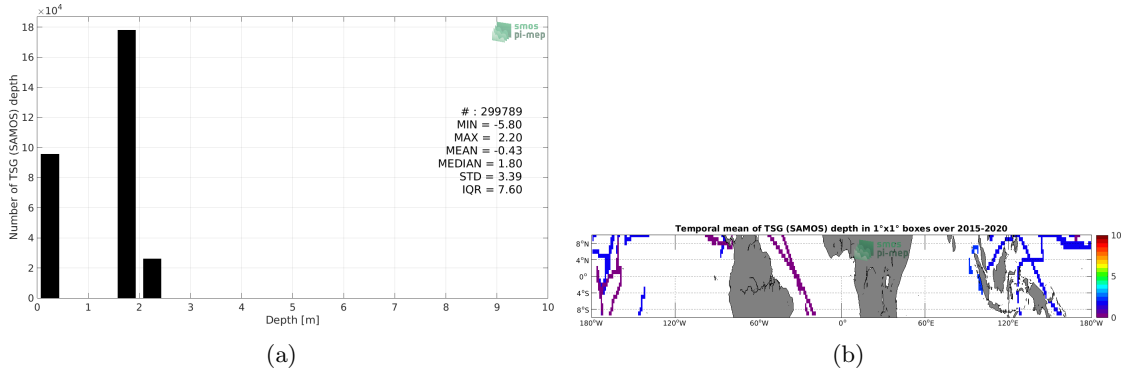 ×10⁴
18
16
14
12
10
8
6
4
2
0
Number of TSG (SAMOS) depth
0 1 2 3 4 5 6 7 8 9 10
Depth [m]
smos
pi-mep
# : 299789
MIN = -5.80
MAX = 2.20
MEAN = -0.43
MEDIAN = 1.80
STD = 3.39
IQR = 7.60
(a)
Temporal mean of TSG (SAMOS) depth in 1°x1° boxes over 2015-2020
8°N
4°N
0°
4°S
8°S
180°W 120°W 60°W 0° 60°E 120°E 180°W
smos
pi-mep
10
5
0
(b)